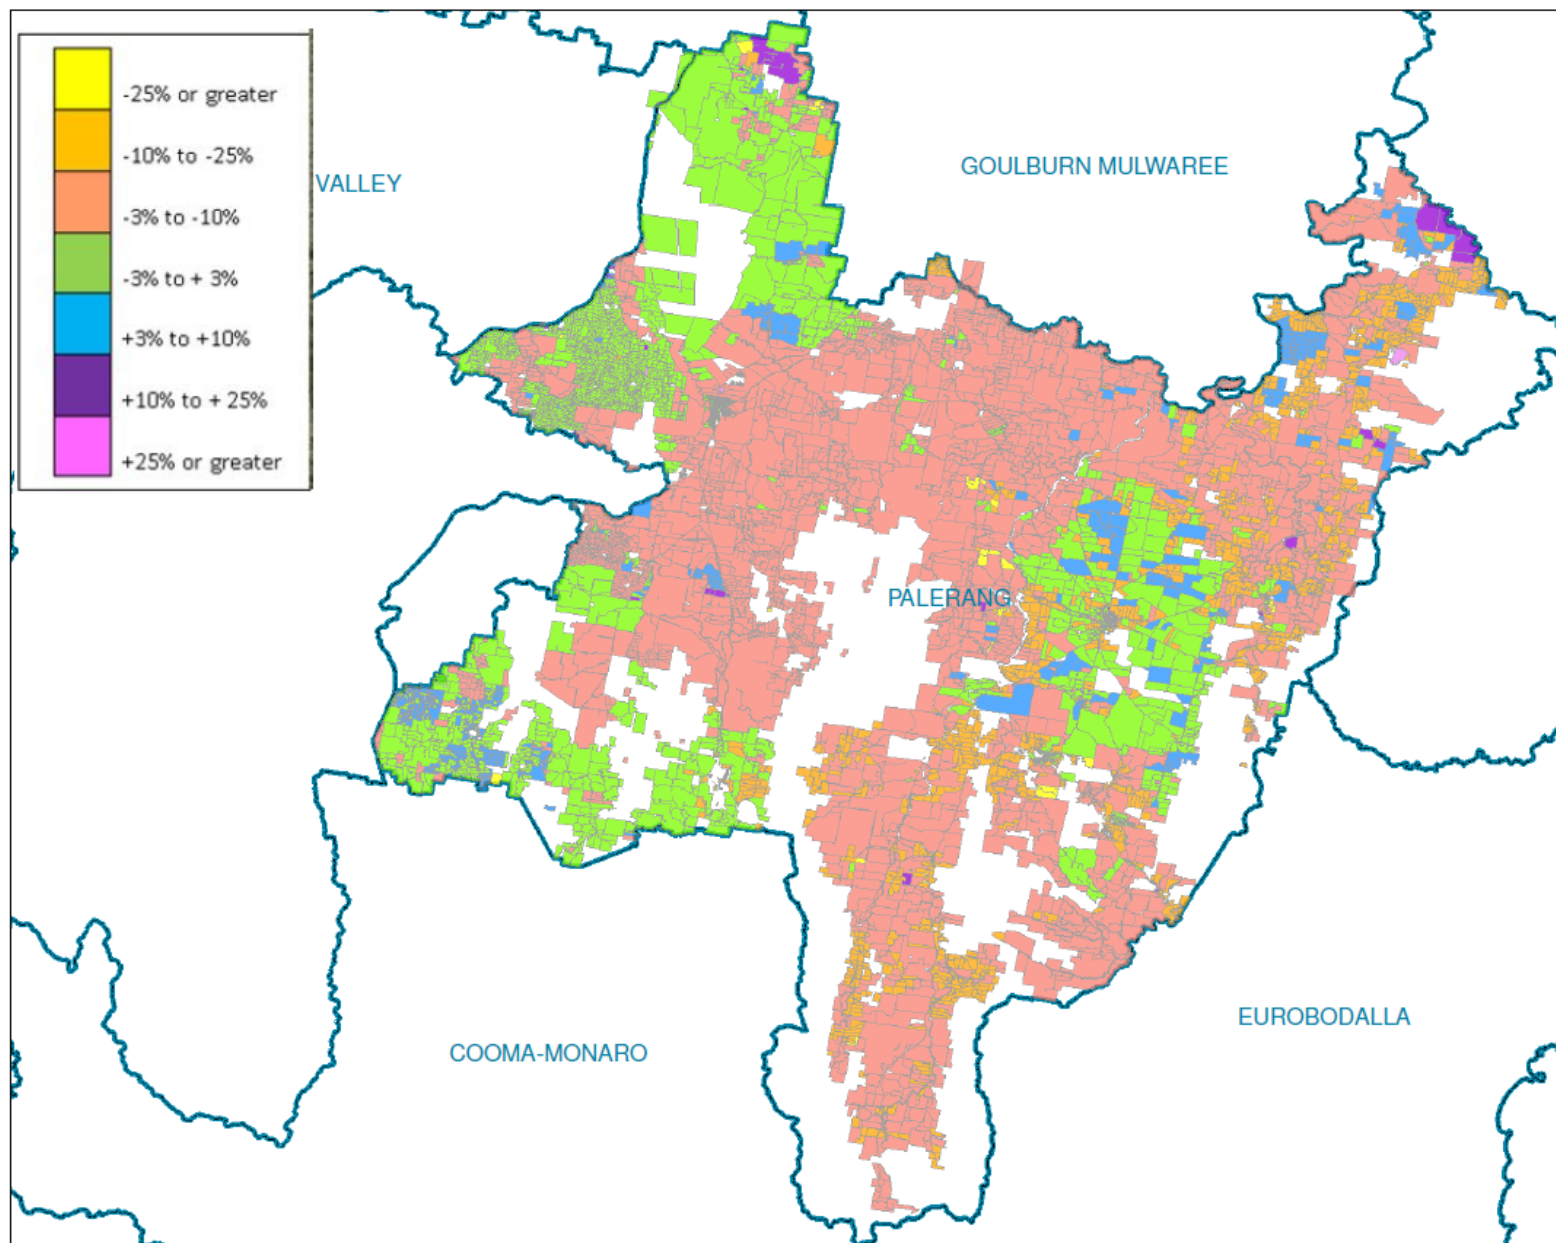 -25% or greater
-10% to -25%
-3% to -10%
-3% to + 3%
+3% to +10%
+10% to + 25%
+25% or greater
VALLEY
GOULBURN MULWAREE
PALERANG
EUROBODALLA
COOMA-MONARO